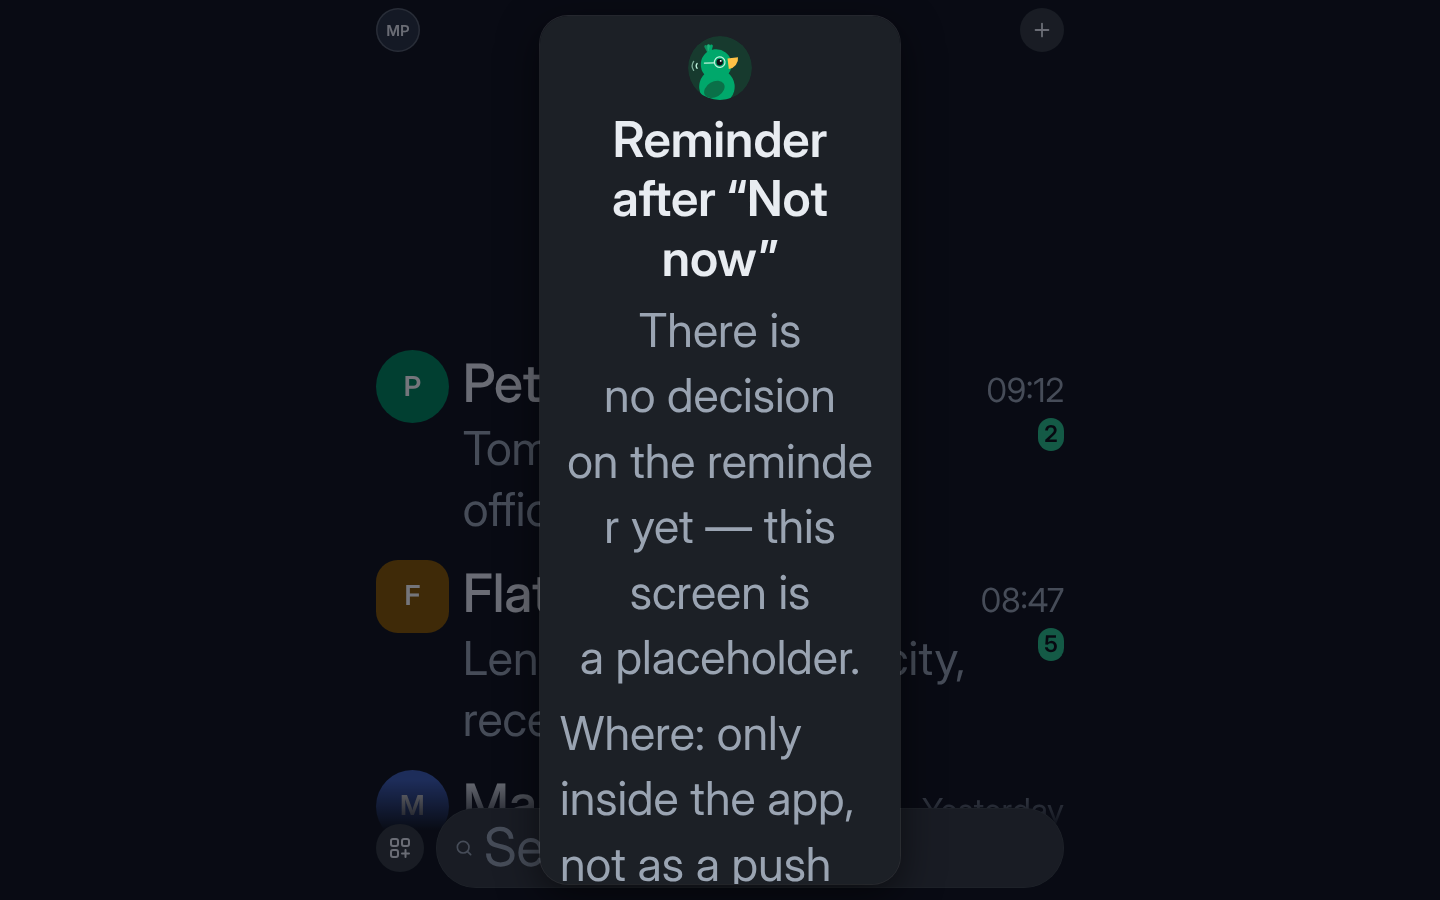 MP
Reminder
after “Not
now”
There is
no decision
on the reminde
r yet — this
screen is
a placeholder.
Where: only
inside the app,
not as a push
P
Pet
09:12
2
Tom
offic
F
Flat
08:47
5
Len
city,
rece
M
Ma
Yesterday
Se